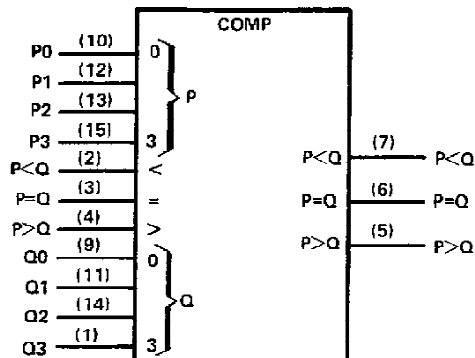 COMP
P0 (10) 0
P1 (12)
P2 (13) P
P3 (15) 3
P<Q (2) < P<Q (7) P<Q
P=Q (3) = P=Q (6) P=Q
P>Q (4) > P>Q (5) P>Q
Q0 (9) 0
Q1 (11) Q
Q2 (14)
Q3 (1) 3